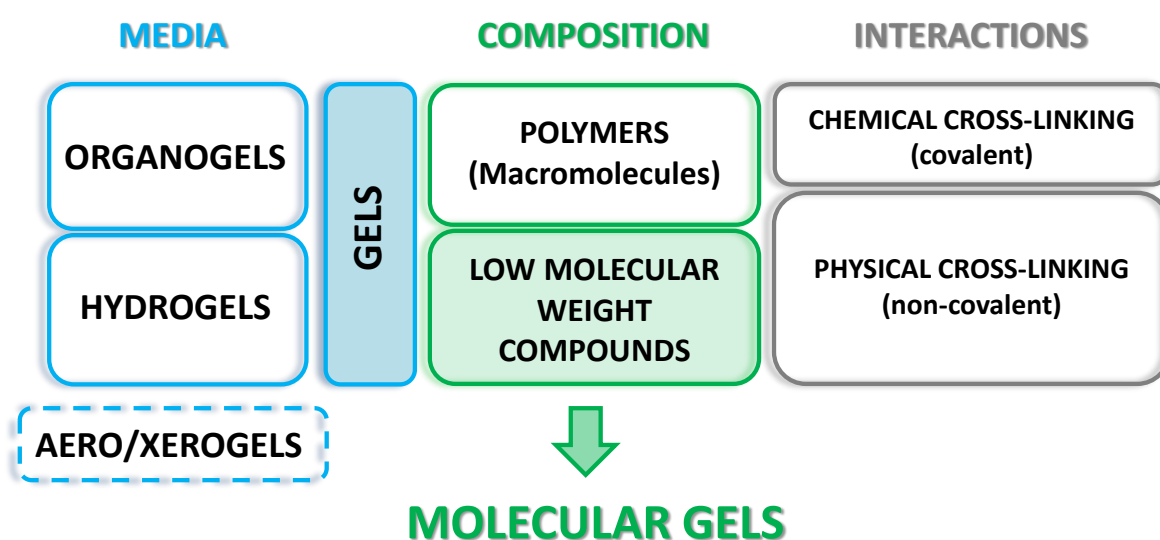 MEDIA
COMPOSITION
INTERACTIONS
ORGANOGELS
HYDROGELS
AERO/XEROGELS
GELS
POLYMERS
(Macromolecules)
LOW MOLECULAR
WEIGHT
COMPOUNDS
CHEMICAL CROSS-LINKING
(covalent)
PHYSICAL CROSS-LINKING
(non-covalent)
MOLECULAR GELS